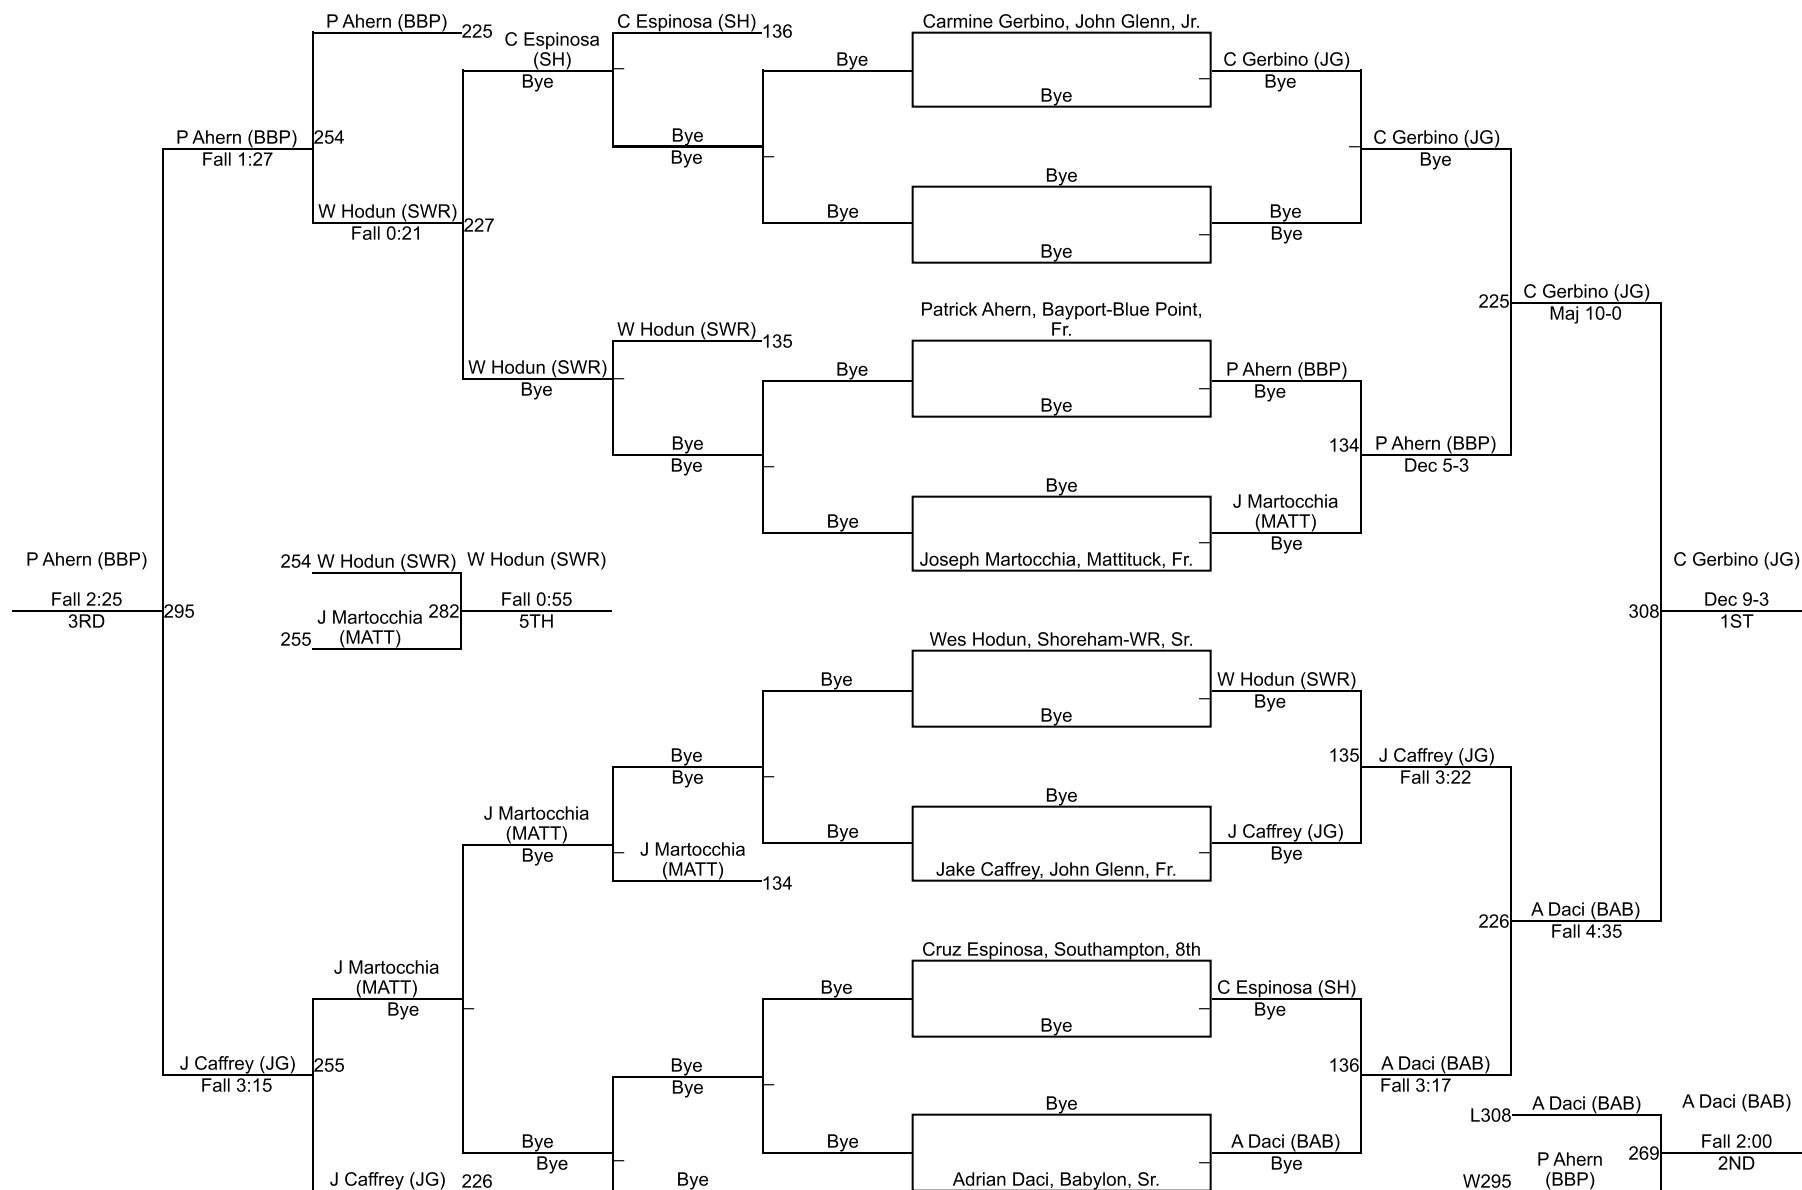 P Ahern (BBP)
225
C Espinosa
(SH)
Bye
C Espinosa (SH)
136
Bye
Carmine Gerbino, John Glenn, Jr.
Bye
C Gerbino (JG)
Bye
P Ahern (BBP)
Fall 1:27
254
Bye
Bye
C Gerbino (JG)
Bye
W Hodun (SWR)
Fall 0:21
227
Bye
Bye
Bye
Bye
Bye
225
C Gerbino (JG)
Maj 10-0
W Hodun (SWR)
Bye
W Hodun (SWR)
135
Bye
Patrick Ahern, Bayport-Blue Point,
Fr.
Bye
P Ahern (BBP)
Bye
Bye
Bye
134
P Ahern (BBP)
Dec 5-3
Bye
Bye
Joseph Martocchia, Mattituck, Fr.
J Martocchia
(MATT)
Bye
P Ahern (BBP)
Fall 2:25
3RD
295
254
W Hodun (SWR)
255
J Martocchia
(MATT)
282
W Hodun (SWR)
Fall 0:55
5TH
308
C Gerbino (JG)
Dec 9-3
1ST
Bye
Wes Hodun, Shoreham-WR, Sr.
Bye
W Hodun (SWR)
Bye
Bye
Bye
135
J Caffrey (JG)
Fall 3:22
J Martocchia
(MATT)
Bye
J Martocchia
(MATT)
134
Bye
Bye
Jake Caffrey, John Glenn, Fr.
J Caffrey (JG)
Bye
226
A Daci (BAB)
Fall 4:35
J Martocchia
(MATT)
Bye
Bye
Cruz Espinosa, Southampton, 8th
Bye
C Espinosa (SH)
Bye
J Caffrey (JG)
Fall 3:15
255
Bye
Bye
136
A Daci (BAB)
Fall 3:17
Bye
Bye
J Caffrey (JG)
226
Bye
Bye
Bye
Adrian Daci, Babylon, Sr.
A Daci (BAB)
Bye
L308
A Daci (BAB)
W295
P Ahern
(BBP)
269
A Daci (BAB)
Fall 2:00
2ND